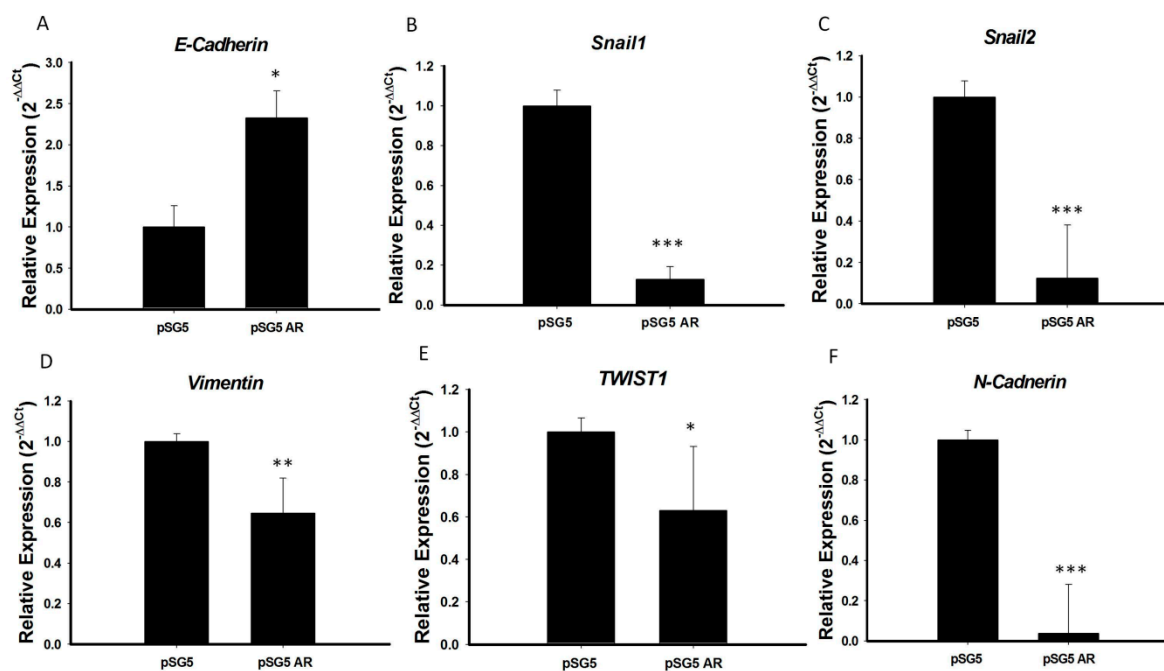 A
E-Cadherin
Relative Expression (2^-ΔΔCt)
3.0
2.5
2.0
1.5
1.0
0.5
0.0
*
pSG5
pSG5 AR
B
Snail1
Relative Expression (2^-ΔΔCt)
1.2
1.0
0.8
0.6
0.4
0.2
0.0
***
pSG5
pSG5 AR
C
Snail2
Relative Expression (2^-ΔΔCt)
1.2
1.0
0.8
0.6
0.4
0.2
0.0
***
pSG5
pSG5 AR
D
Vimentin
Relative Expression (2^-ΔΔCt)
1.2
1.0
0.8
0.6
0.4
0.2
0.0
**
pSG5
pSG5 AR
E
TWIST1
Relative Expression (2^-ΔΔCt)
1.2
1.0
0.8
0.6
0.4
0.2
0.0
*
pSG5
pSG5 AR
F
N-Cadnerin
Relative Expression (2^-ΔΔCt)
1.2
1.0
0.8
0.6
0.4
0.2
0.0
***
pSG5
pSG5 AR